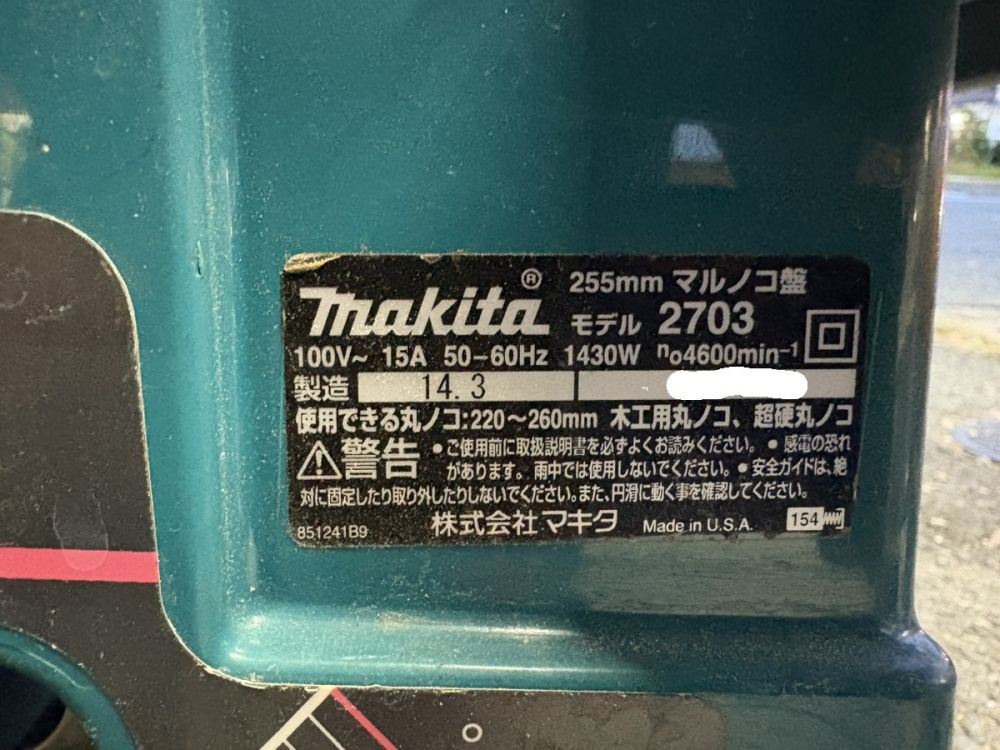 makita® 255mm マルノコ盤
モデル 2703
100V~ 15A 50-60Hz 1430W no4600min-1
製造 14.3
使用できる丸ノコ:220~260mm 木工用丸ノコ、超硬丸ノコ
警告 •ご使用前に取扱説明書を必ずよくお読みください。•感電の恐れ
があります。雨中では使用しないでください。•安全ガイドは、絶
対に固定したり取り外したりしないでください。また、円滑に動く事を確認してください。
851241B9 株式会社マキタ Made in U.S.A. 154